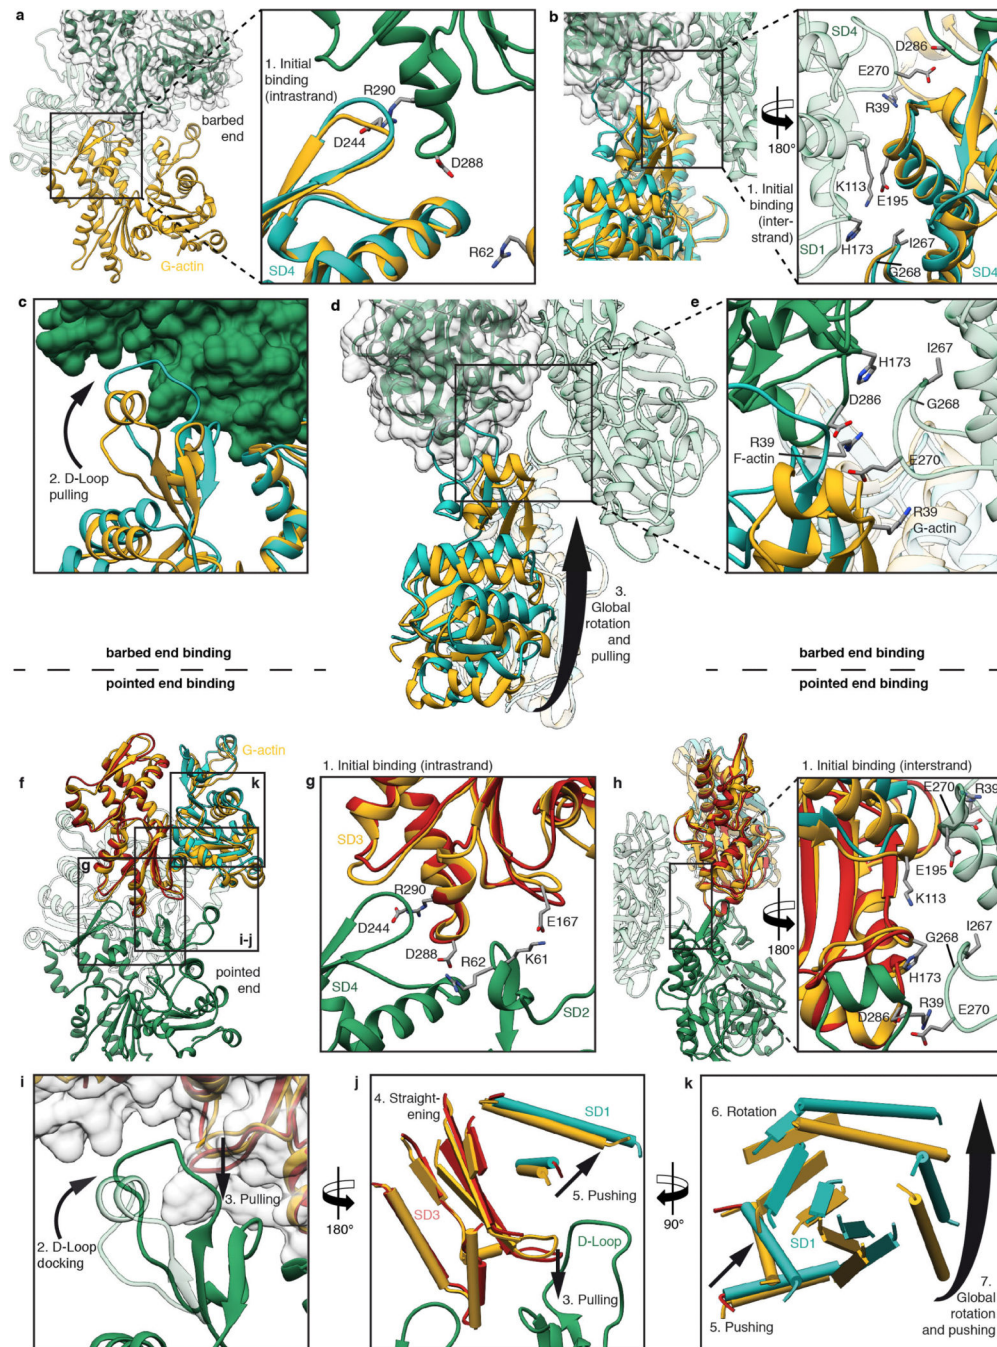 a
barbed
end
G-actin
1. Initial
binding
(intrastrand)
R290
D244
D288
R62
SD4
b
1. Initial
binding
(inter-
strand)
180°
SD4
D286
E270
R39
K113
E195
H173
SD1
I267
G268
SD4
c
2. D-Loop
pulling
d
3.
Global
rotation
and
pulling
e
H173
I267
D286
G268
R39
F-actin
E270
R39
G-actin
barbed end binding
pointed end binding
barbed end binding
pointed end binding
f
G-actin
k
g
i-j
pointed
end
g
1. Initial binding (intrastrand)
SD3
R290
D244
E167
D288
R62
K61
SD4
SD2
h
180°
1. Initial binding (interstrand)
E270
R39
E195
K113
G268
I267
H173
R39
D286
E270
i
2. D-Loop
docking
3. Pulling
180°
j
4. Straight-
ening
SD1
5. Pushing
SD3
D-Loop
3. Pulling
90°
k
6. Rotation
SD1
5. Pushing
7.
Global
rotation
and pushing